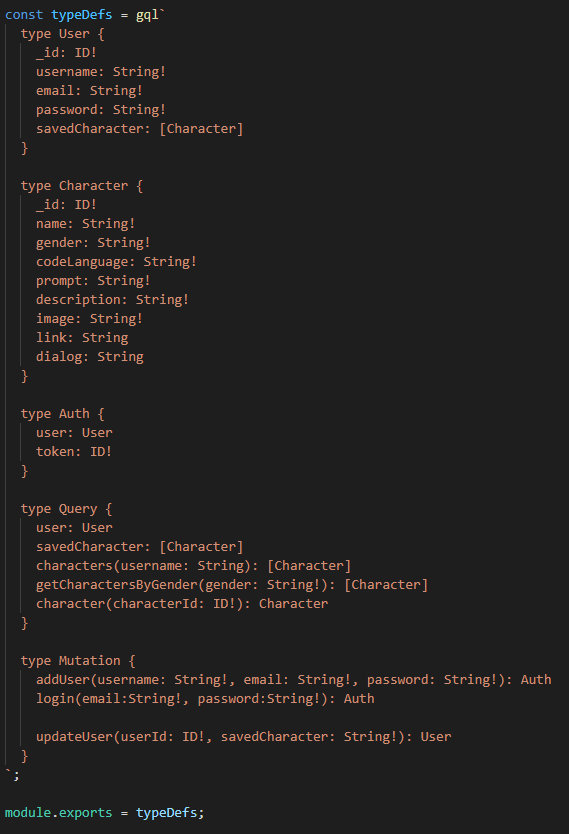 const typeDefs = gql`
type User {
_id: ID!
username: String!
email: String!
password: String!
savedCharacter: [Character]
}
type Character {
_id: ID!
name: String!
gender: String!
codeLanguage: String!
prompt: String!
description: String!
image: String!
link: String
dialog: String
}
type Auth {
user: User
token: ID!
}
type Query {
user: User
savedCharacter: [Character]
characters(username: String): [Character]
getCharactersByGender(gender: String!): [Character]
character(characterId: ID!): Character
}
type Mutation {
addUser(username: String!, email: String!, password: String!): Auth
login(email:String!, password:String!): Auth
updateUser(userId: ID!, savedCharacter: String!): User
}
`;
module.exports = typeDefs;